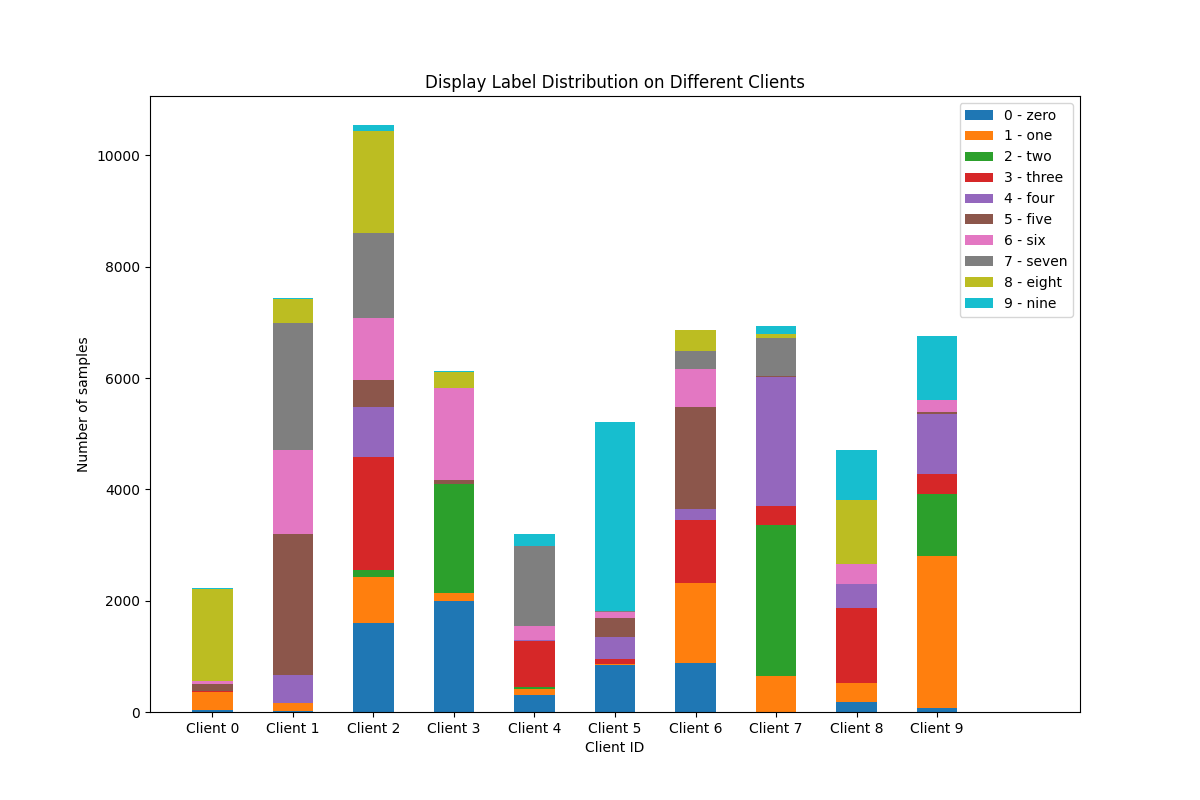 Display Label Distribution on Different Clients
0 - zero
1 - one
2 - two
3 - three
4 - four
5 - five
6 - six
7 - seven
8 - eight
9 - nine
Number of samples
10000
8000
6000
4000
2000
0
Client 0 Client 1 Client 2 Client 3 Client 4 Client 5 Client 6 Client 7 Client 8 Client 9
Client ID